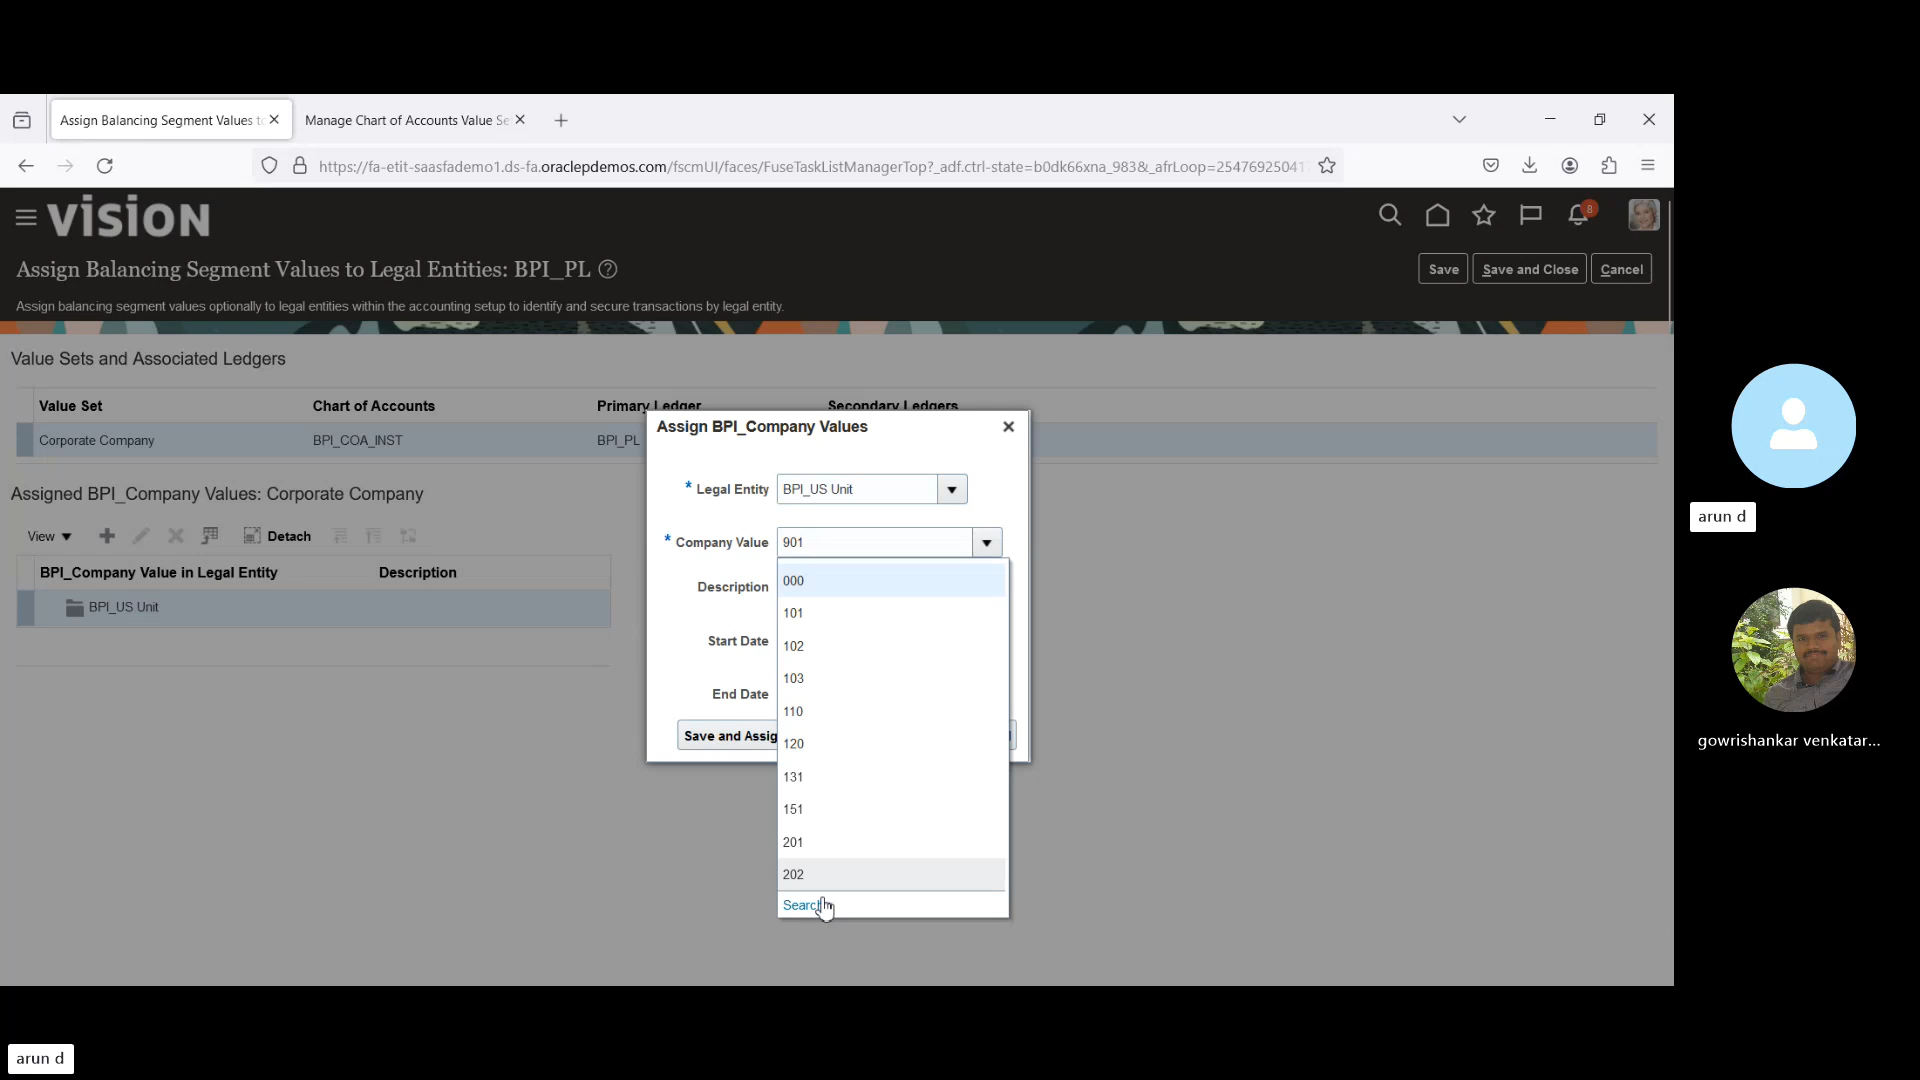 Assign Balancing Segment Values to
Manage Chart of Accounts Value Se
https://fa-etit-saasfademo1.ds-fa.oraclepdemos.com/fscmUI/faces/FuseTaskListManagerTop?_adf.ctrl-state=b0dk66xna_983&_afrLoop=25476925041
VISION
8
Assign Balancing Segment Values to Legal Entities: BPI_PL
Save
Save and Close
Cancel
Assign balancing segment values optionally to legal entities within the accounting setup to identify and secure transactions by legal entity.
Value Sets and Associated Ledgers
Value Set
Chart of Accounts
Primary Ledger
Secondary Ledgers
Corporate Company
BPI_COA_INST
BPI_PL
Assigned BPI_Company Values: Corporate Company
View
Detach
BPI_Company Value in Legal Entity
Description
BPI_US Unit
Assign BPI_Company Values
* Legal Entity
BPI_US Unit
* Company Value
901
Description
Start Date
End Date
Save and Assig
000
101
102
103
110
120
131
151
201
202
Search
arun d
gowrishankar venkatar...
arun d